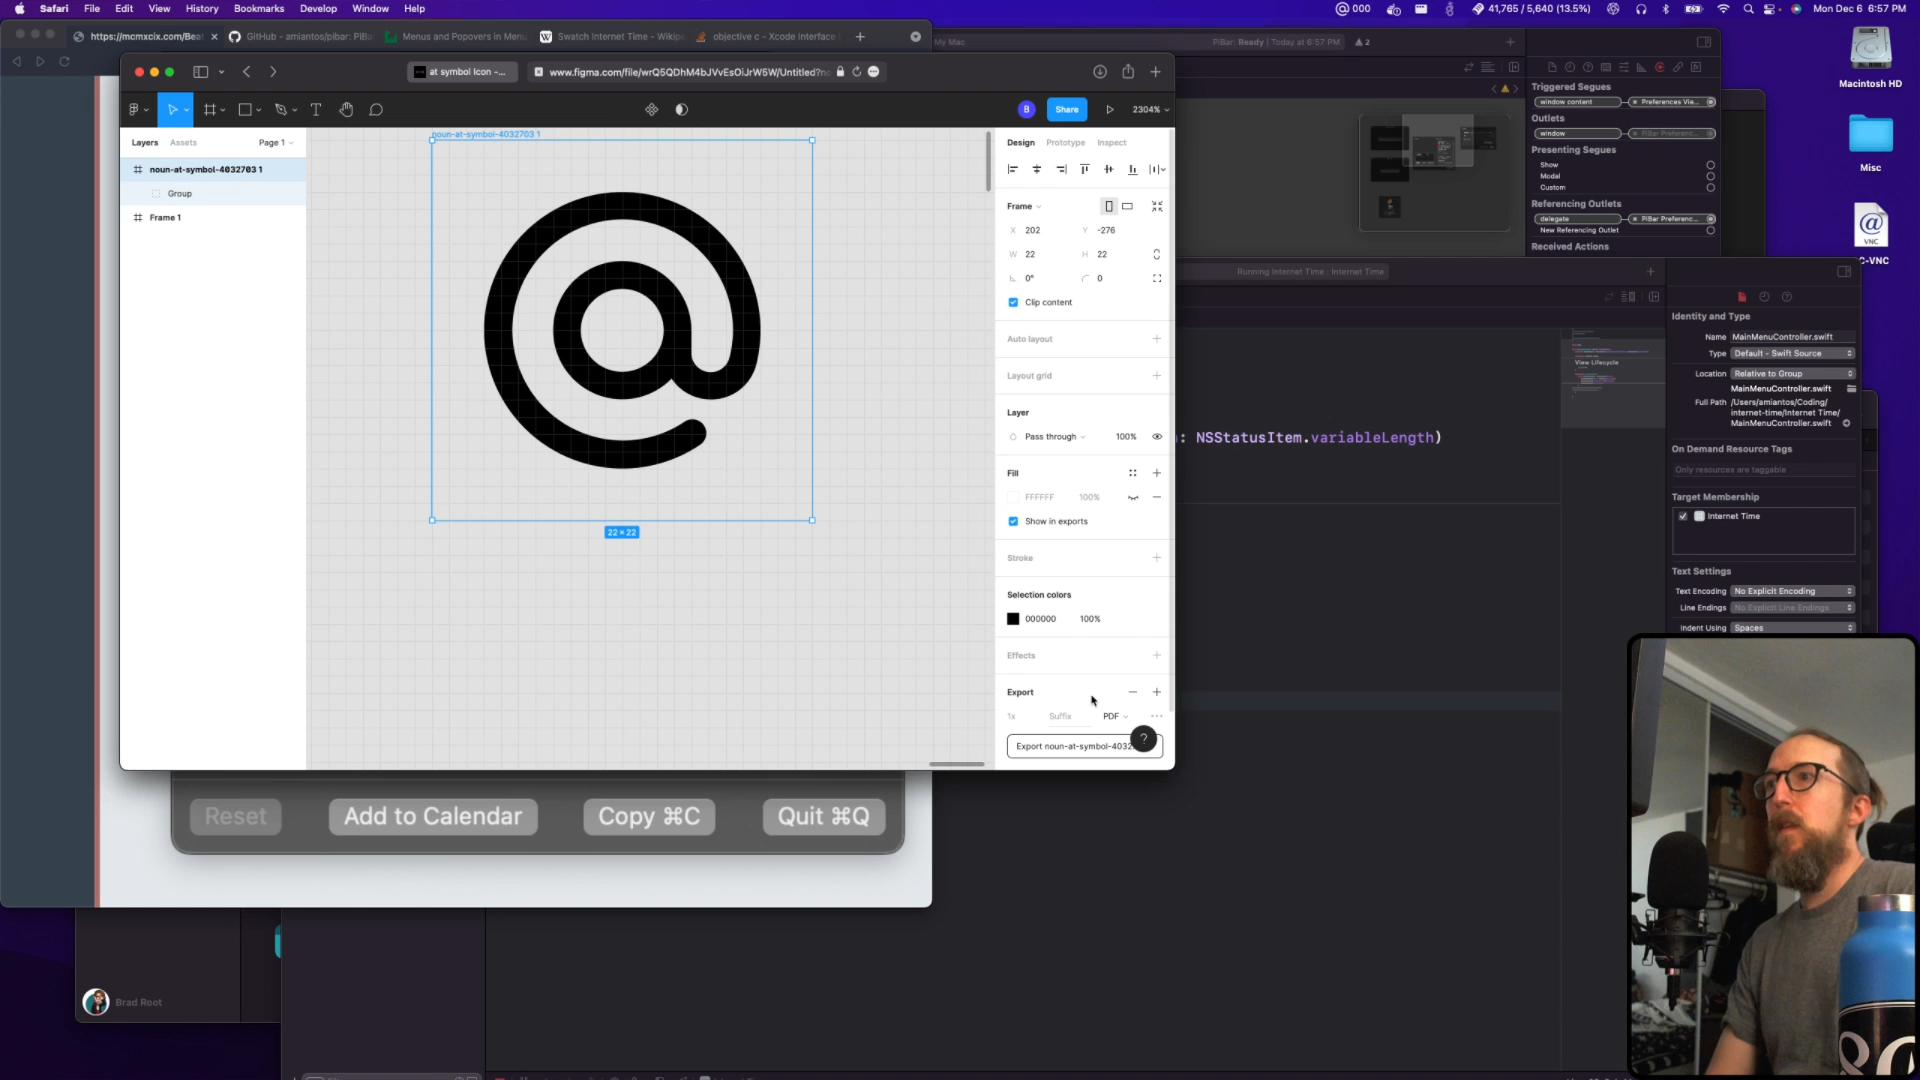 Safari File Edit View History Bookmarks Develop Window Help
000 41,765 / 5,640 (13.5%) Mon Dec 6 6:57 PM
https://mcmxcix.com/Beat
GitHub - amiantos/pibar: PiBa
Menus and Popovers in Menu
Swatch Internet Time - Wikipe
objective c - Xcode Interface
My Mac
PiBar: Ready | Today at 6:57 PM
2
at symbol Icon -...
www.figma.com/file/wrQ5QDhM4bJVvEsOiJrW5W/Untitled?n
B
Share
2304%
Layers Assets Page 1
noun-at-symbol-4032703 1
Group
Frame 1
noun-at-symbol-4032703 1
22 × 22
Design Prototype Inspect
Frame
X 202 Y -276
W 22 H 22
0° 0
Clip content
Auto layout
Layout grid
Layer
Pass through 100%
Fill
FFFFFF 100%
Show in exports
Stroke
Selection colors
000000 100%
Effects
Export
1x Suffix PDF
Export noun-at-symbol-4032
?
Triggered Segues
window content Preferences Vie...
Outlets
window PiBar Preferenc...
Presenting Segues
Show
Modal
Custom
Referencing Outlets
delegate PiBar Preferenc...
New Referencing Outlet
Received Actions
Macintosh HD
Misc
@
VNC
C-VNC
Running Internet Time : Internet Time
: NSStatusItem.variableLength)
View Lifecycle
Identity and Type
Name MainMenuController.swift
Type Default - Swift Source
Location Relative to Group
MainMenuController.swift
Full Path /Users/amiantos/Coding/
internet-time/Internet Time/
MainMenuController.swift
On Demand Resource Tags
Only resources are taggable
Target Membership
Internet Time
Text Settings
Text Encoding No Explicit Encoding
Line Endings No Explicit Line Endings
Indent Using Spaces
Reset Add to Calendar Copy ⌘C Quit ⌘Q
Brad Root